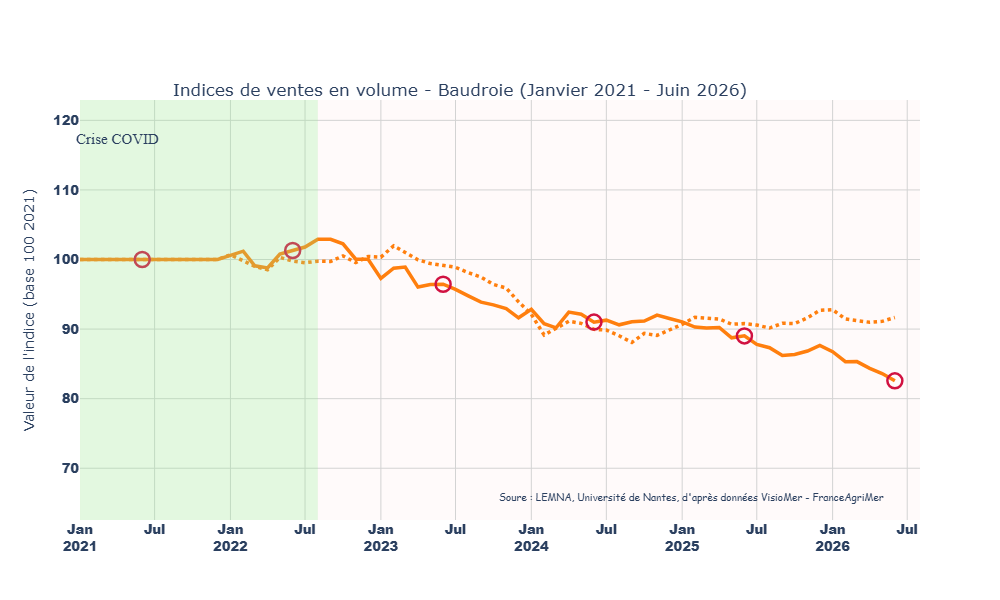 Indices de ventes en volume - Baudroie (Janvier 2021 - Juin 2026)
Crise COVID
Valeur de l'indice (base 100 2021)
120
110
100
90
80
70
Soure : LEMNA, Université de Nantes, d'après données VisioMer - FranceAgriMer
Jan Jul Jan Jul Jan Jul Jan Jul Jan Jul Jan Jul
2021 2022 2023 2024 2025 2026